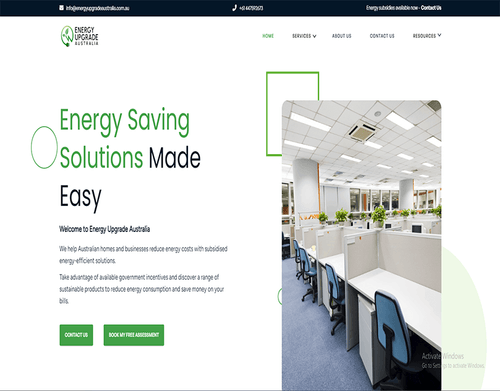 info@energyupgradeaustralia.com.au
Energy subsidies available now - Contact Us
ENERGY
UPGRADE
AUSTRALIA
HOME SERVICES ABOUT US CONTACT US RESOURCES
Energy Saving
Solutions Made
Easy
Welcome to Energy Upgrade Australia
We help Australian homes and businesses reduce energy costs with subsidised
energy-efficient solutions.
Take advantage of available government incentives and discover a range of
sustainable products to reduce energy consumption and save money on your
bills.
CONTACT US BOOK MY FREE ASSESSMENT
Activate Windows
Go to Settings to activate Windows.